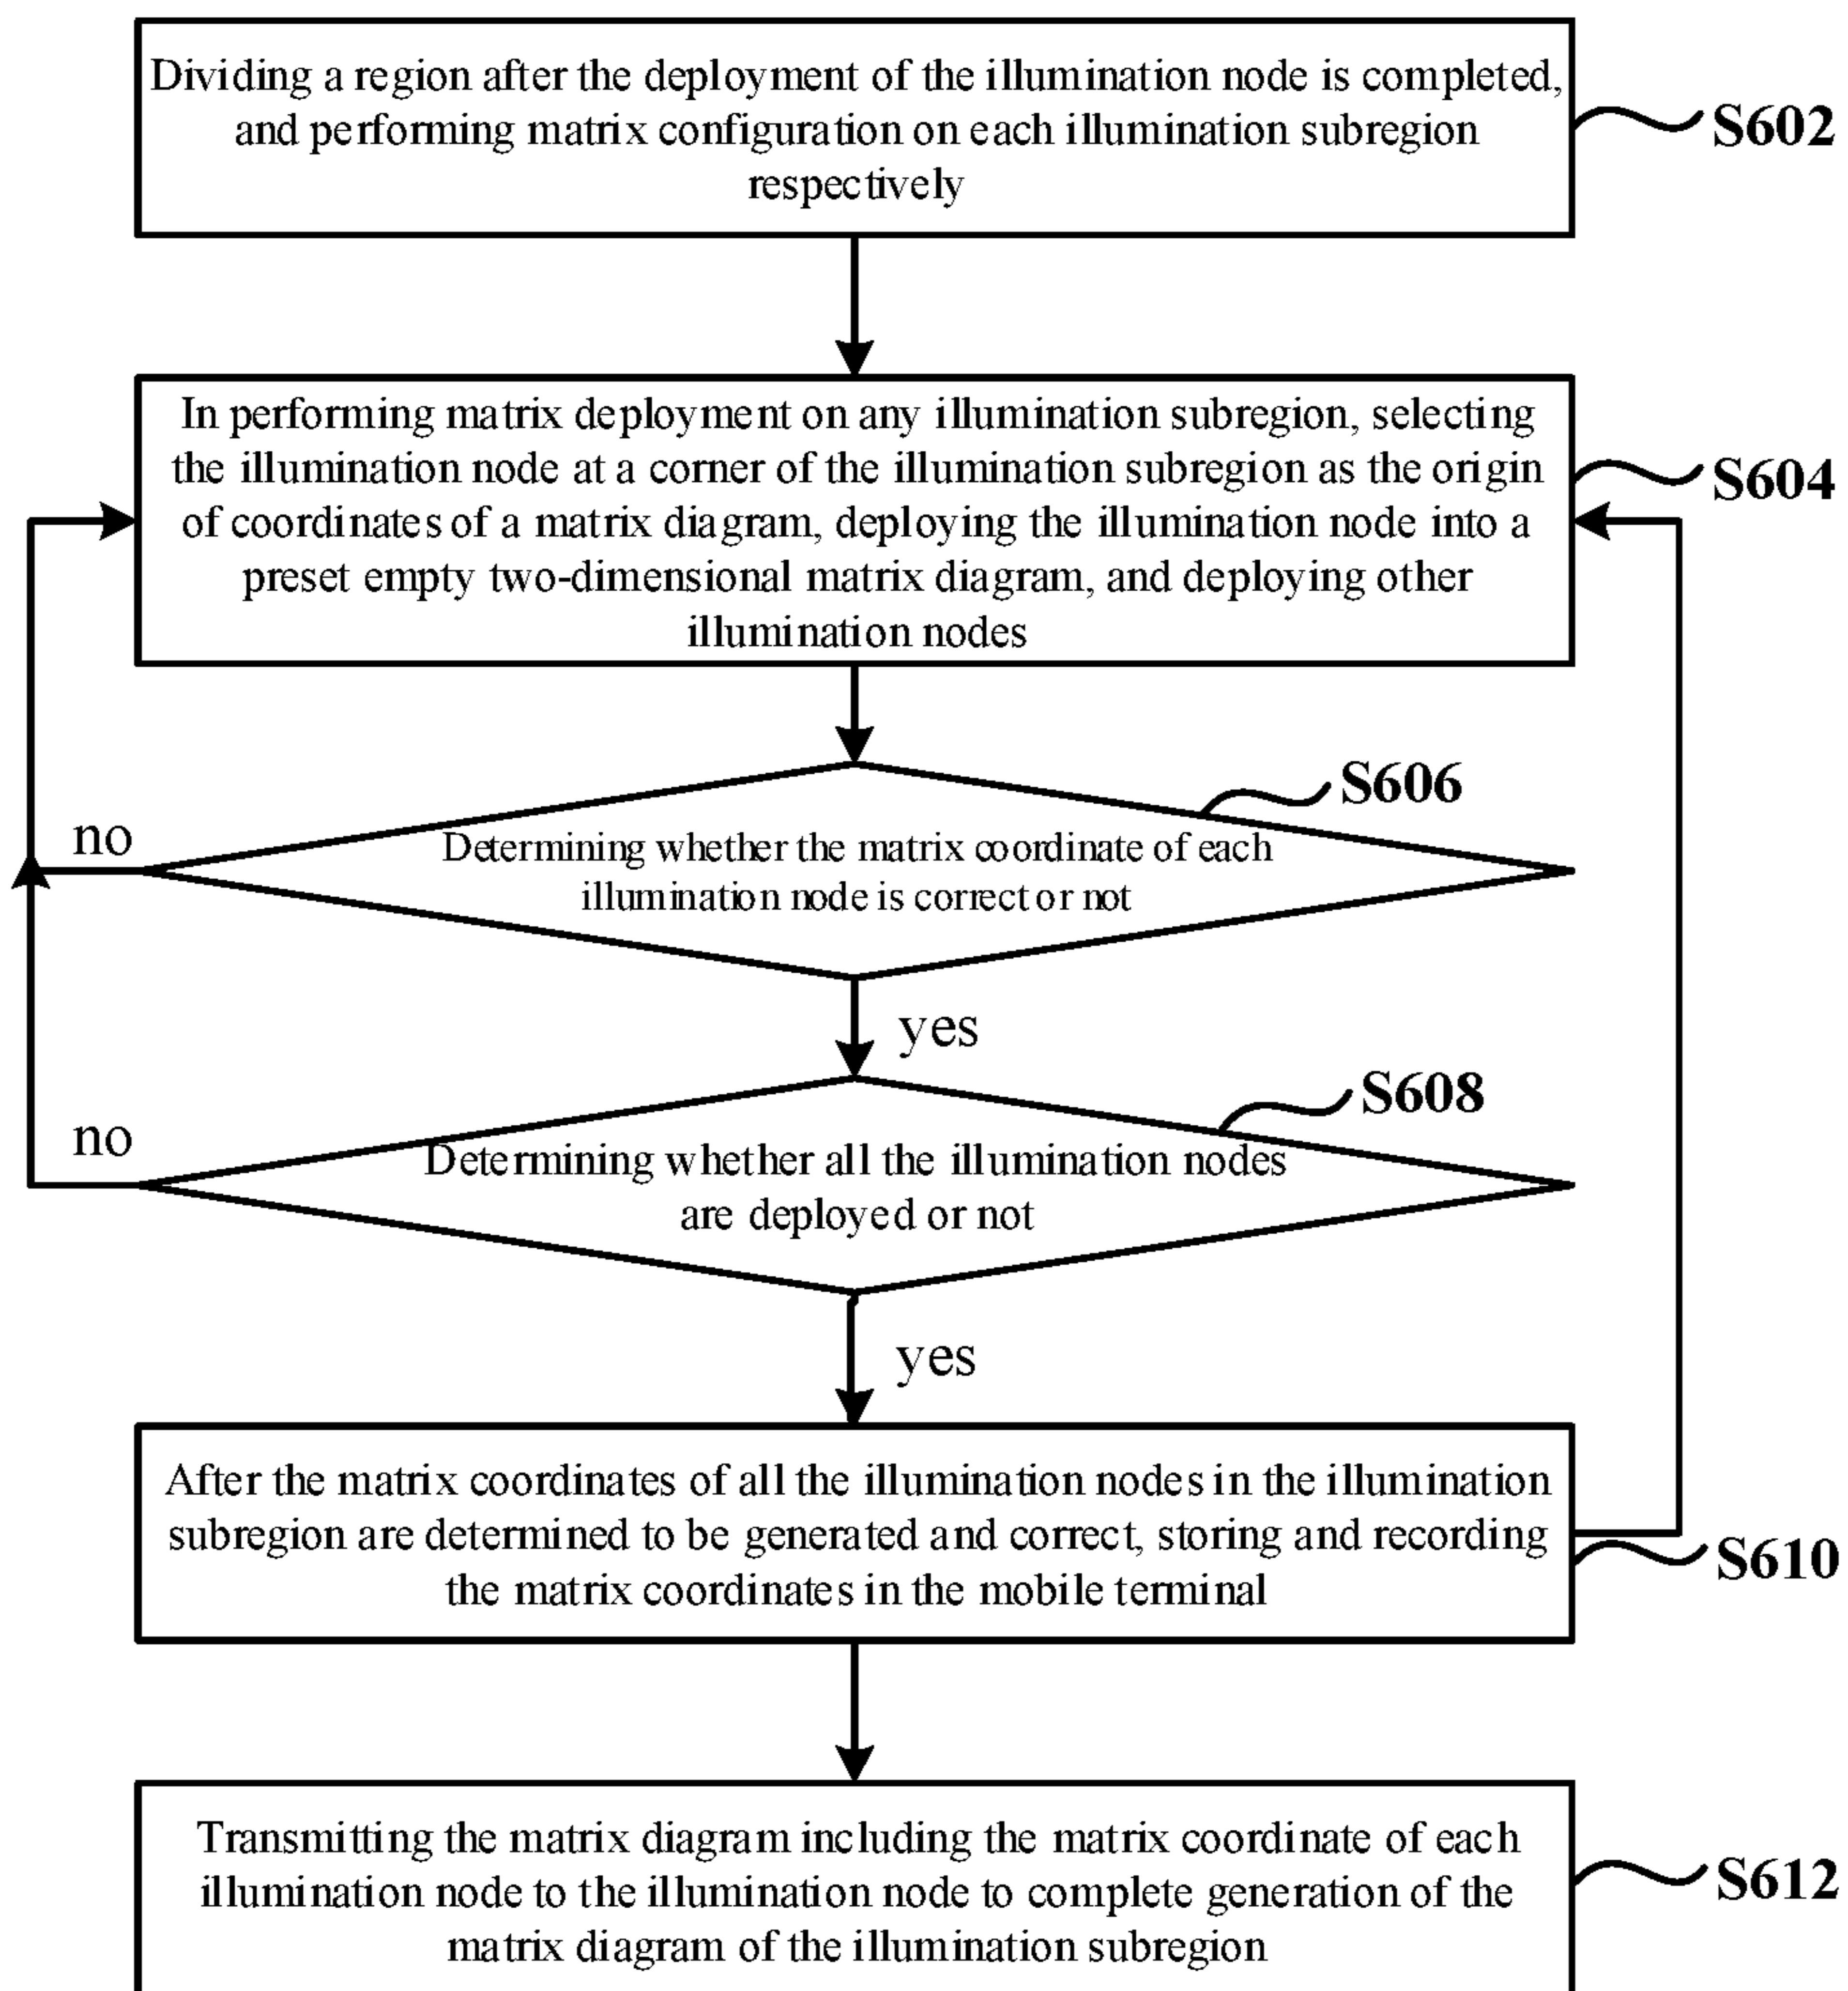 Dividing a region after the deployment of the illumination node is completed,
and performing matrix configuration on each illumination subregion
respectively
S602
In performing matrix deployment on any illumination subregion, selecting
the illumination node at a corner of the illumination subregion as the origin
of coordinates of a matrix diagram, deploying the illumination node into a
preset empty two-dimensional matrix diagram, and deploying other
illumination nodes
S604
S606
no
Determining whether the matrix coordinate of each
illumination node is correct or not
yes
S608
no
Determining whether all the illumination nodes
are deployed or not
yes
After the matrix coordinates of all the illumination nodes in the illumination
subregion are determined to be generated and correct, storing and recording
the matrix coordinates in the mobile terminal
S610
Transmitting the matrix diagram including the matrix coordinate of each
illumination node to the illumination node to complete generation of the
matrix diagram of the illumination subregion
S612